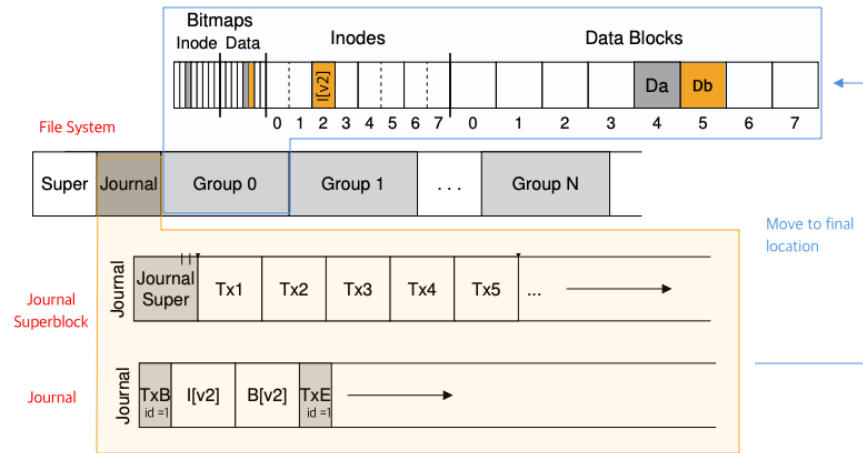 Bitmaps
Inode Data
Inodes
Data Blocks
I[v2]
Da
Db
0 1 2 3 4 5 6 7 0 1 2 3 4 5 6 7
File System
Super Journal Group 0 Group 1 . . . Group N
Move to final
location
Journal
Journal
Super
Tx1 Tx2 Tx3 Tx4 Tx5 ...
Journal
Superblock
Journal
Journal
TxB
id =1
I[v2]
B[v2]
TxE
id =1